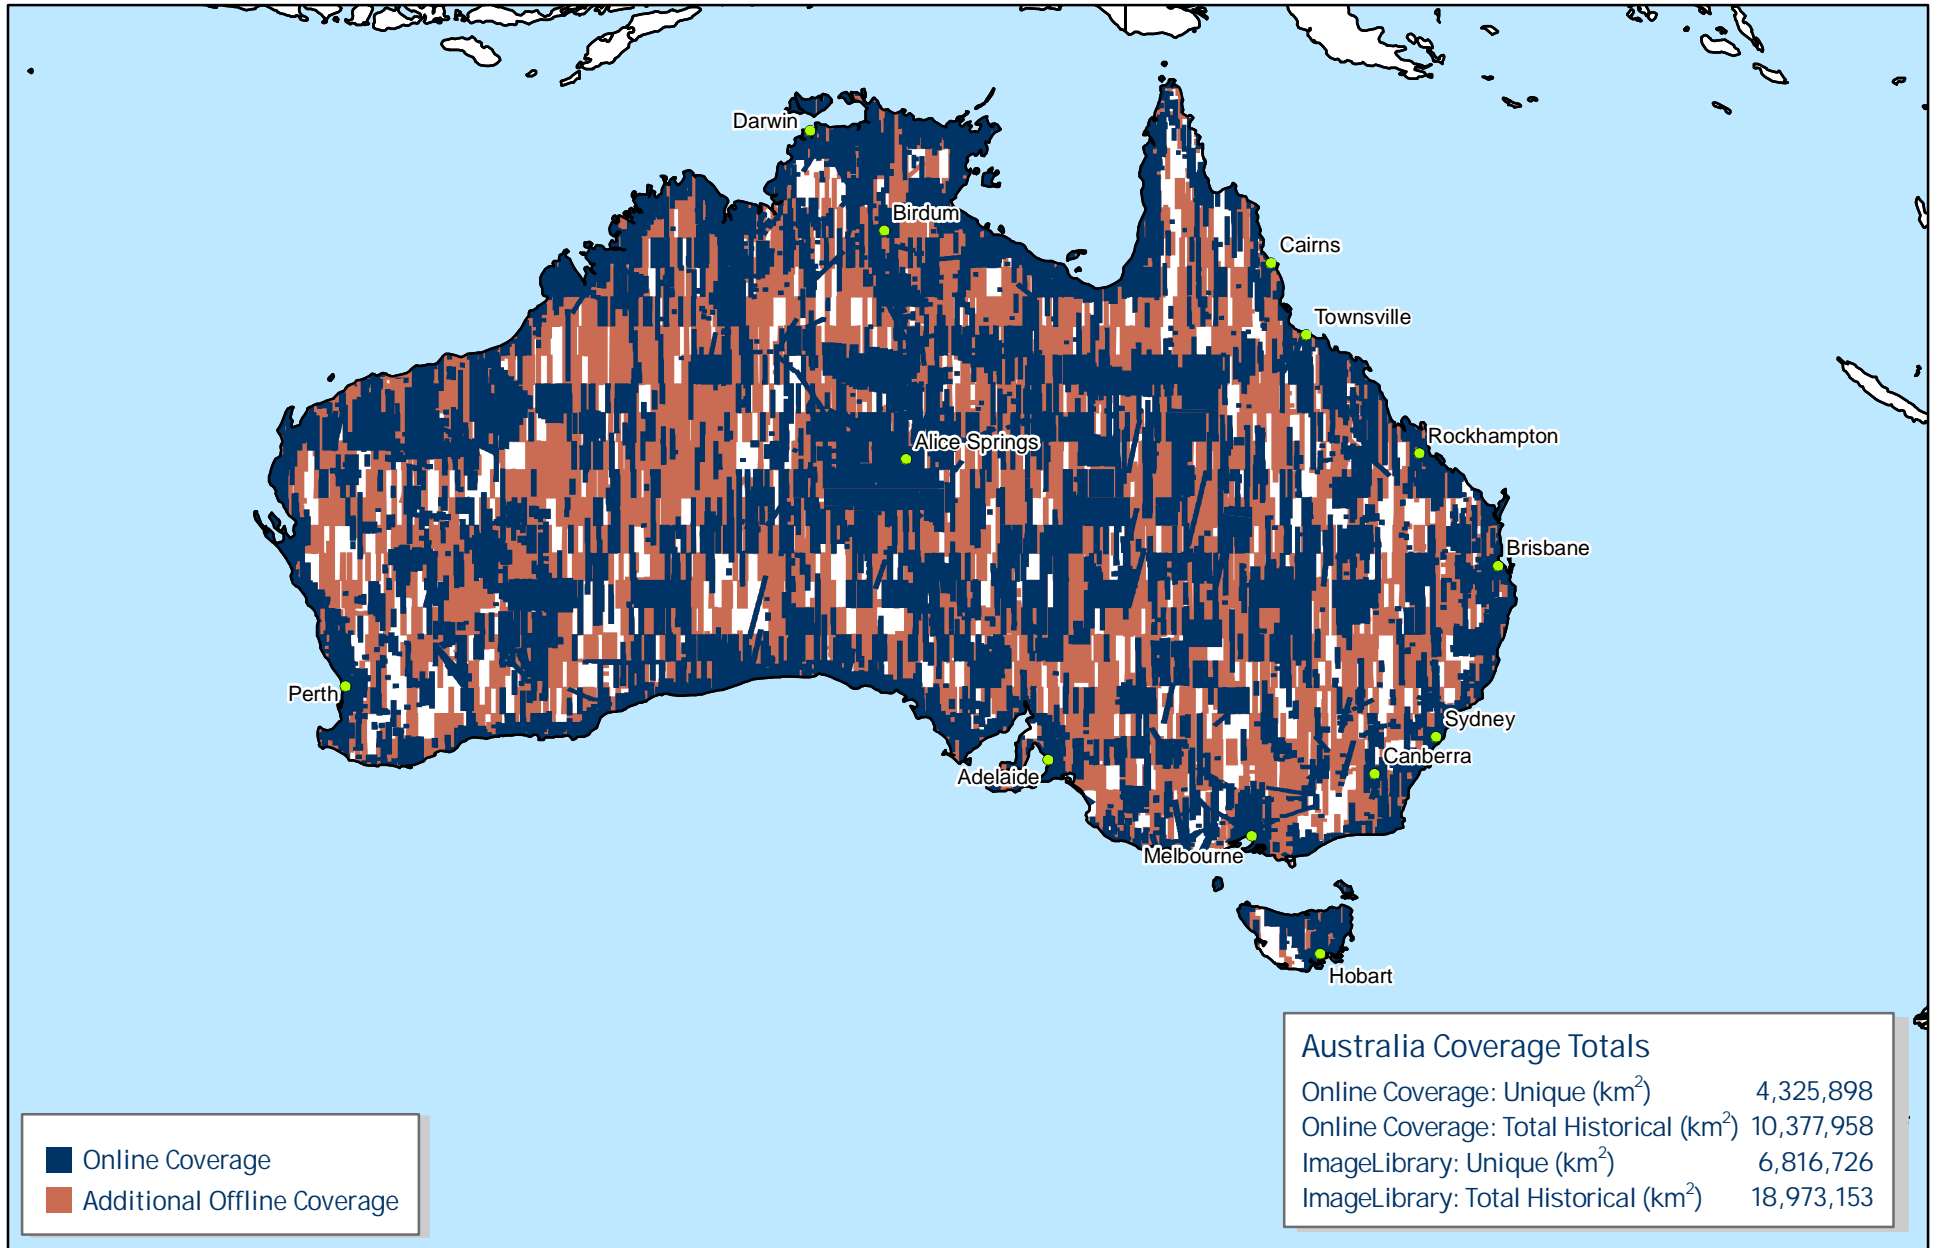 Darwin
Birdum
Cairns
Townsville
Alice Springs
Rockhampton
Brisbane
Perth
Sydney
Canberra
Adelaide
Melbourne
Hobart
Australia Coverage Totals
Online Coverage: Unique (km²) 4,325,898
Online Coverage: Total Historical (km²) 10,377,958
ImageLibrary: Unique (km²) 6,816,726
ImageLibrary: Total Historical (km²) 18,973,153
Online Coverage
Additional Offline Coverage